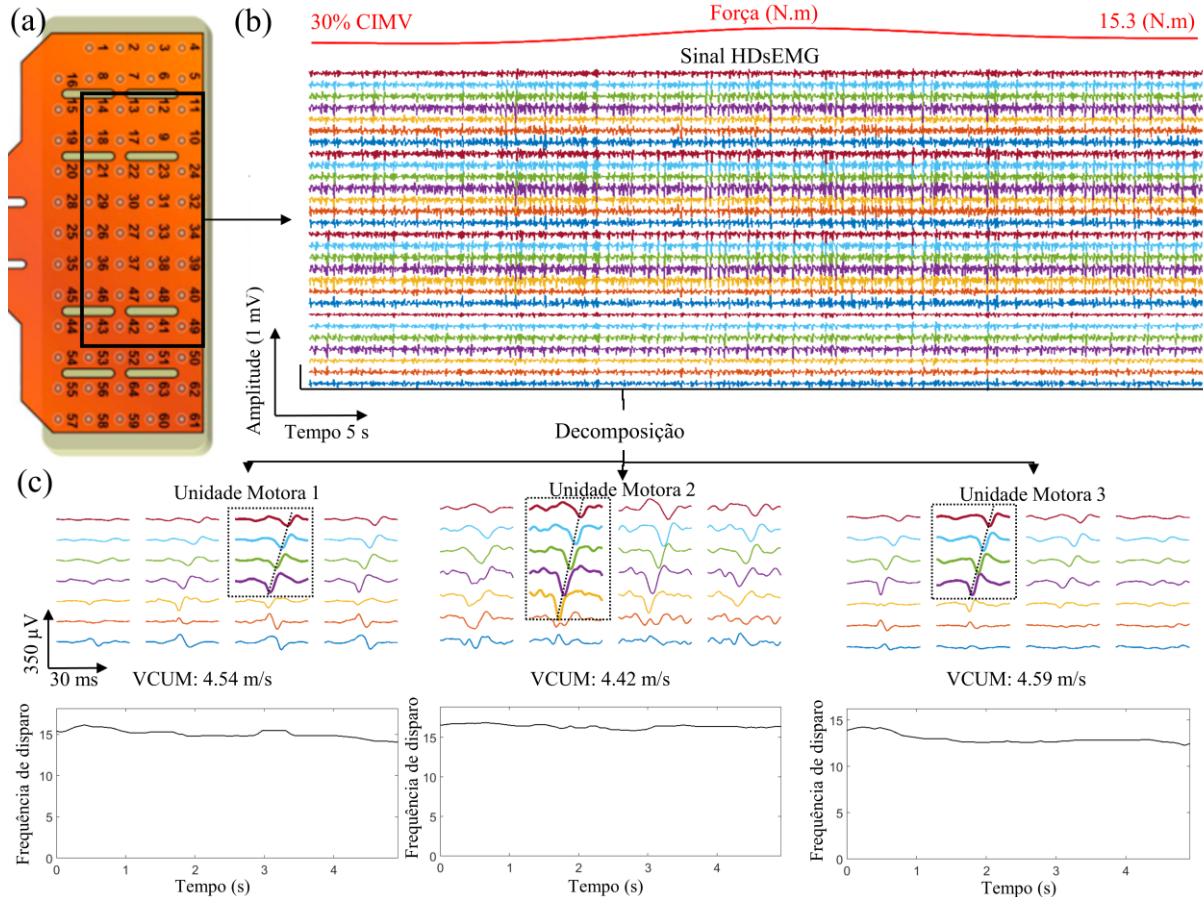 (a)
1 2 3 4
16 8 7 6 5
15 14 13 12 11
19 18 17 9 10
20 21 22 23 24
28 29 30 31 32
25 26 27 33 34
35 36 37 38 39
45 46 47 48 40
44 43 42 41 49
54 53 52 51 50
55 56 64 63 62
57 58 59 60 61
(b)
30% CIMV Força (N.m) 15.3 (N.m)
Sinal HDsEMG
Amplitude (1 mV)
Tempo 5 s
Decomposição
(c)
Unidade Motora 1 Unidade Motora 2 Unidade Motora 3
350 µV
30 ms
VCUM: 4.54 m/s VCUM: 4.42 m/s VCUM: 4.59 m/s
Frequência de disparo
15
10
5
0
0 1 2 3 4
Tempo (s)
Frequência de disparo
15
10
5
0
0 1 2 3 4
Tempo (s)
Frequência de disparo
15
10
5
0
0 1 2 3 4
Tempo (s)